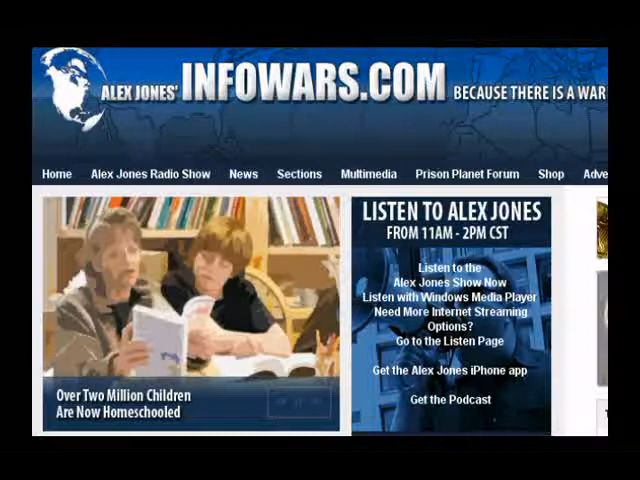 ALEX JONES' INFOWARS.COM BECAUSE THERE IS A WAR
Home Alex Jones Radio Show News Sections Multimedia Prison Planet Forum Shop Adve
LISTEN TO ALEX JONES
FROM 11AM - 2PM CST
Listen to the
Alex Jones Show Now
Listen with Windows Media Player
Need More Internet Streaming
Options?
Go to the Listen Page
Get the Alex Jones iPhone app
Get the Podcast
Over Two Million Children
Are Now Homeschooled